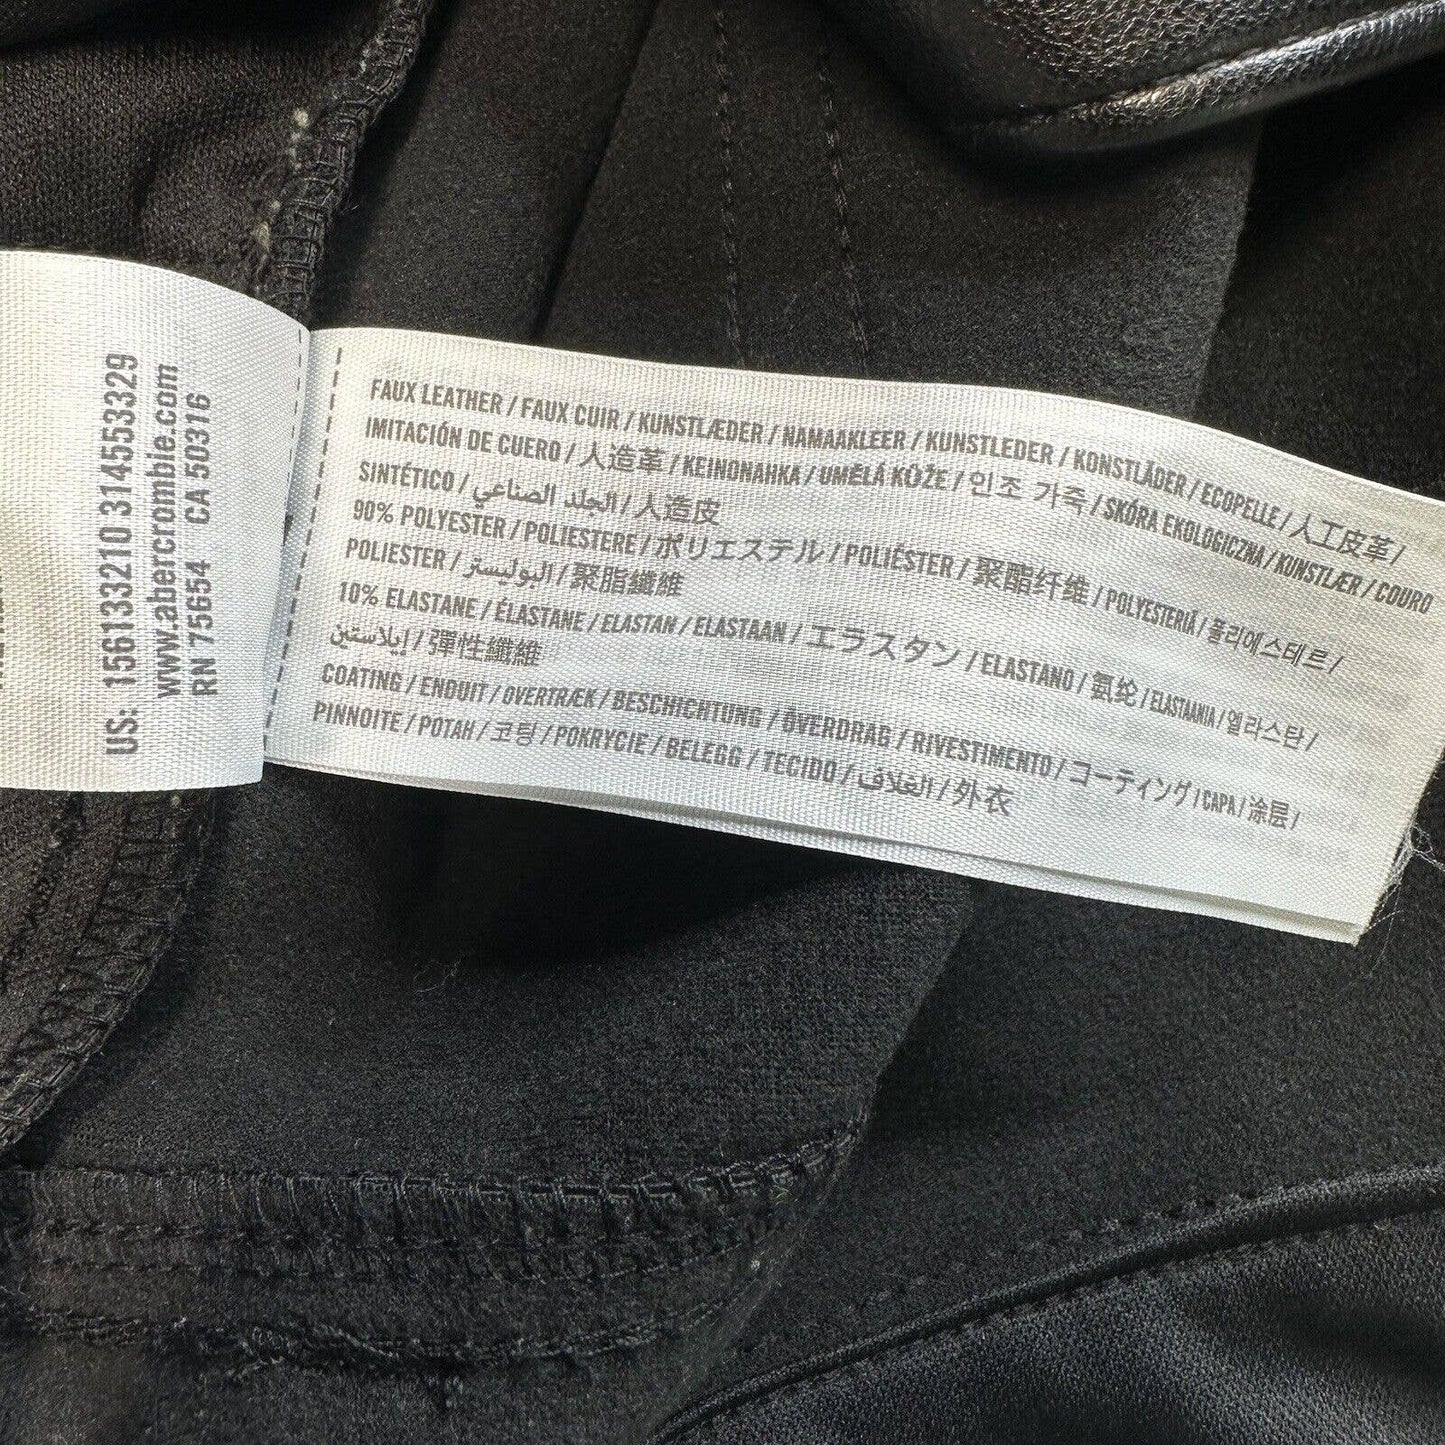 US: 156133210 3145533​29
www.abercrombie.com
RN 75654 CA 50316
FAUX LEATHER / FAUX CUIR / KUNSTLÆDER / NAMAAKLEER / KUNSTLEDER / KONSTLÄDER / ECOPELLE / 人工皮革 /
IMITACIÓN DE CUERO / 人造革 / KEINONAHKA / UMĚLÁ KŮŽE / 인조 가죽 / SKÓRA EKOLOGICZNA / KUNSTLÆR / COURO
SINTÉTICO / الجلد الصناعي / 人造皮
90% POLYESTER / POLIESTERE / ポリエステル / POLIÉSTER / 聚酯纤维 / POLYESTERIÄ / 폴리에스테르 /
POLIESTER / البوليستر / 聚脂纖維
10% ELASTANE / ÉLASTANE / ELASTAN / ELASTAAN / エラスタン / ELASTANO / 氨纶 / ELASTAANIA / 엘라스탄 /
إيلاستين / 彈性纖維
COATING / ENDUIT / OVERTRÆK / BESCHICHTUNG / ÖVERDRAG / RIVESTIMENTO / コーティング / CAPA / 涂层 /
PINNOITE / POTAH / 코팅 / POKRYCIE / BELEGG / TECIDO / الغلاف / 外衣